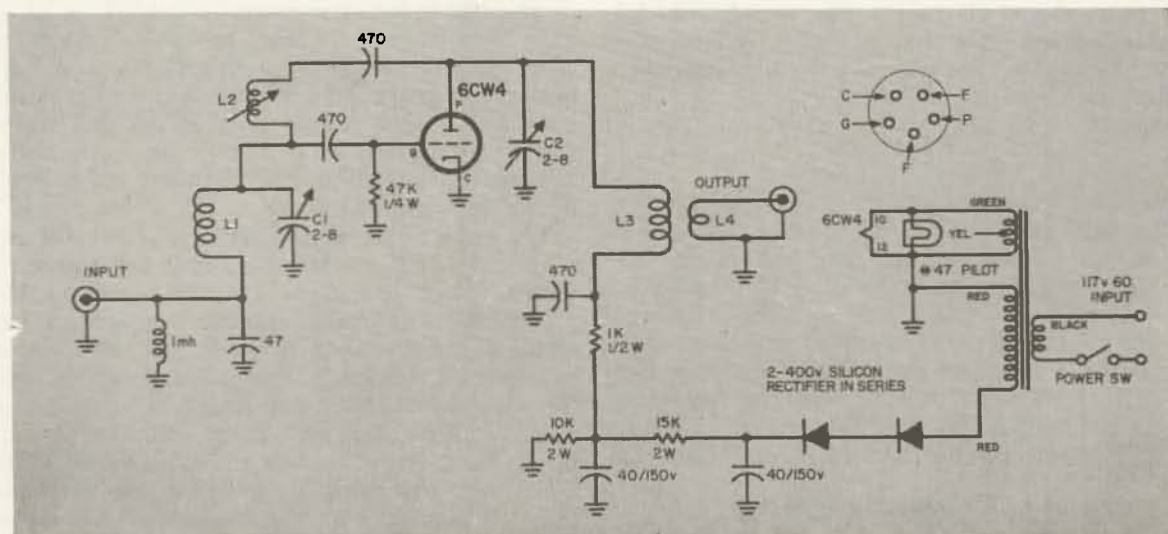 470
6CW4
P
L2
470
G
C
C2
2-8
47K
1/4 W
L1
C1
2-8
INPUT
1mh
47
L3
OUTPUT
L4
470
1K
1/2 W
10K
2W
15K
2W
40/150v
40/150v
2-400v SILICON
RECTIFIER IN SERIES
C
F
G
P
F
6CW4
10
12
GREEN
YEL
#47 PILOT
RED
117v 60
INPUT
BLACK
POWER SW
RED